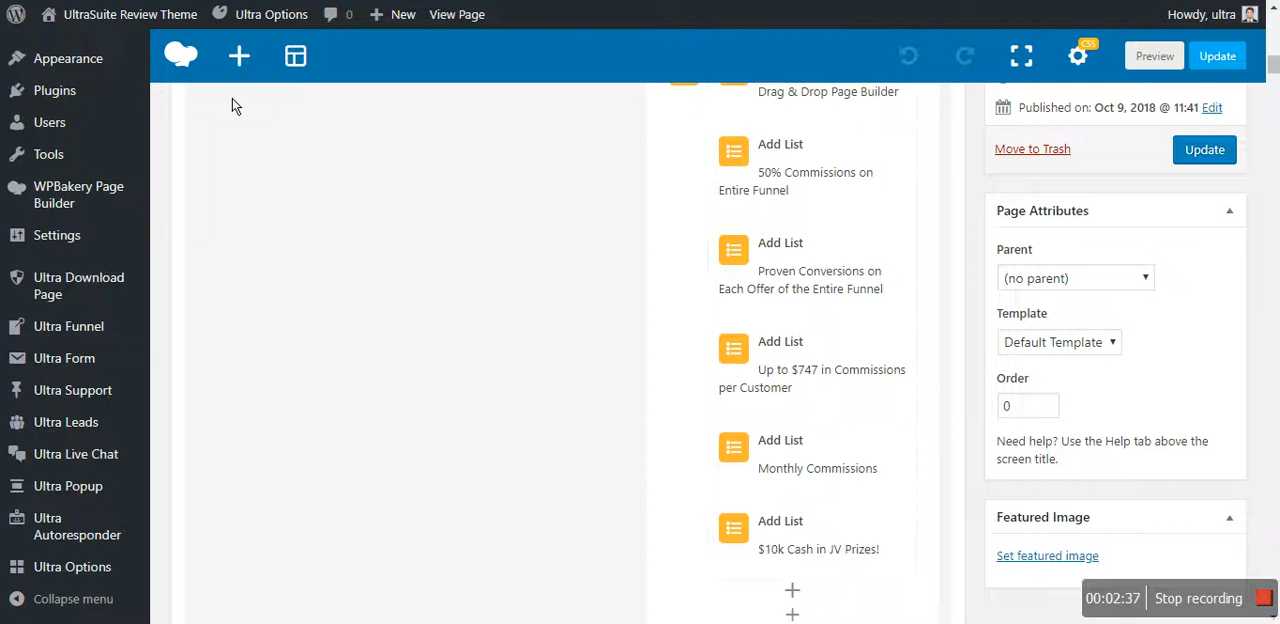 UltraSuite Review Theme
Ultra Options
0
New
View Page
Howdy, ultra
Appearance
Plugins
Users
Tools
WPBakery Page
Builder
Settings
Ultra Download
Page
Ultra Funnel
Ultra Form
Ultra Support
Ultra Leads
Ultra Live Chat
Ultra Popup
Ultra
Autoresponder
Ultra Options
Collapse menu
CSS
Preview
Update
Drag & Drop Page Builder
Add List
50% Commissions on
Entire Funnel
Add List
Proven Conversions on
Each Offer of the Entire Funnel
Add List
Up to $747 in Commissions
per Customer
Add List
Monthly Commissions
Add List
$10k Cash in JV Prizes!
Published on: Oct 9, 2018 @ 11:41 Edit
Move to Trash
Update
Page Attributes
Parent
(no parent)
Template
Default Template
Order
0
Need help? Use the Help tab above the
screen title.
Featured Image
Set featured image
00:02:37
Stop recording